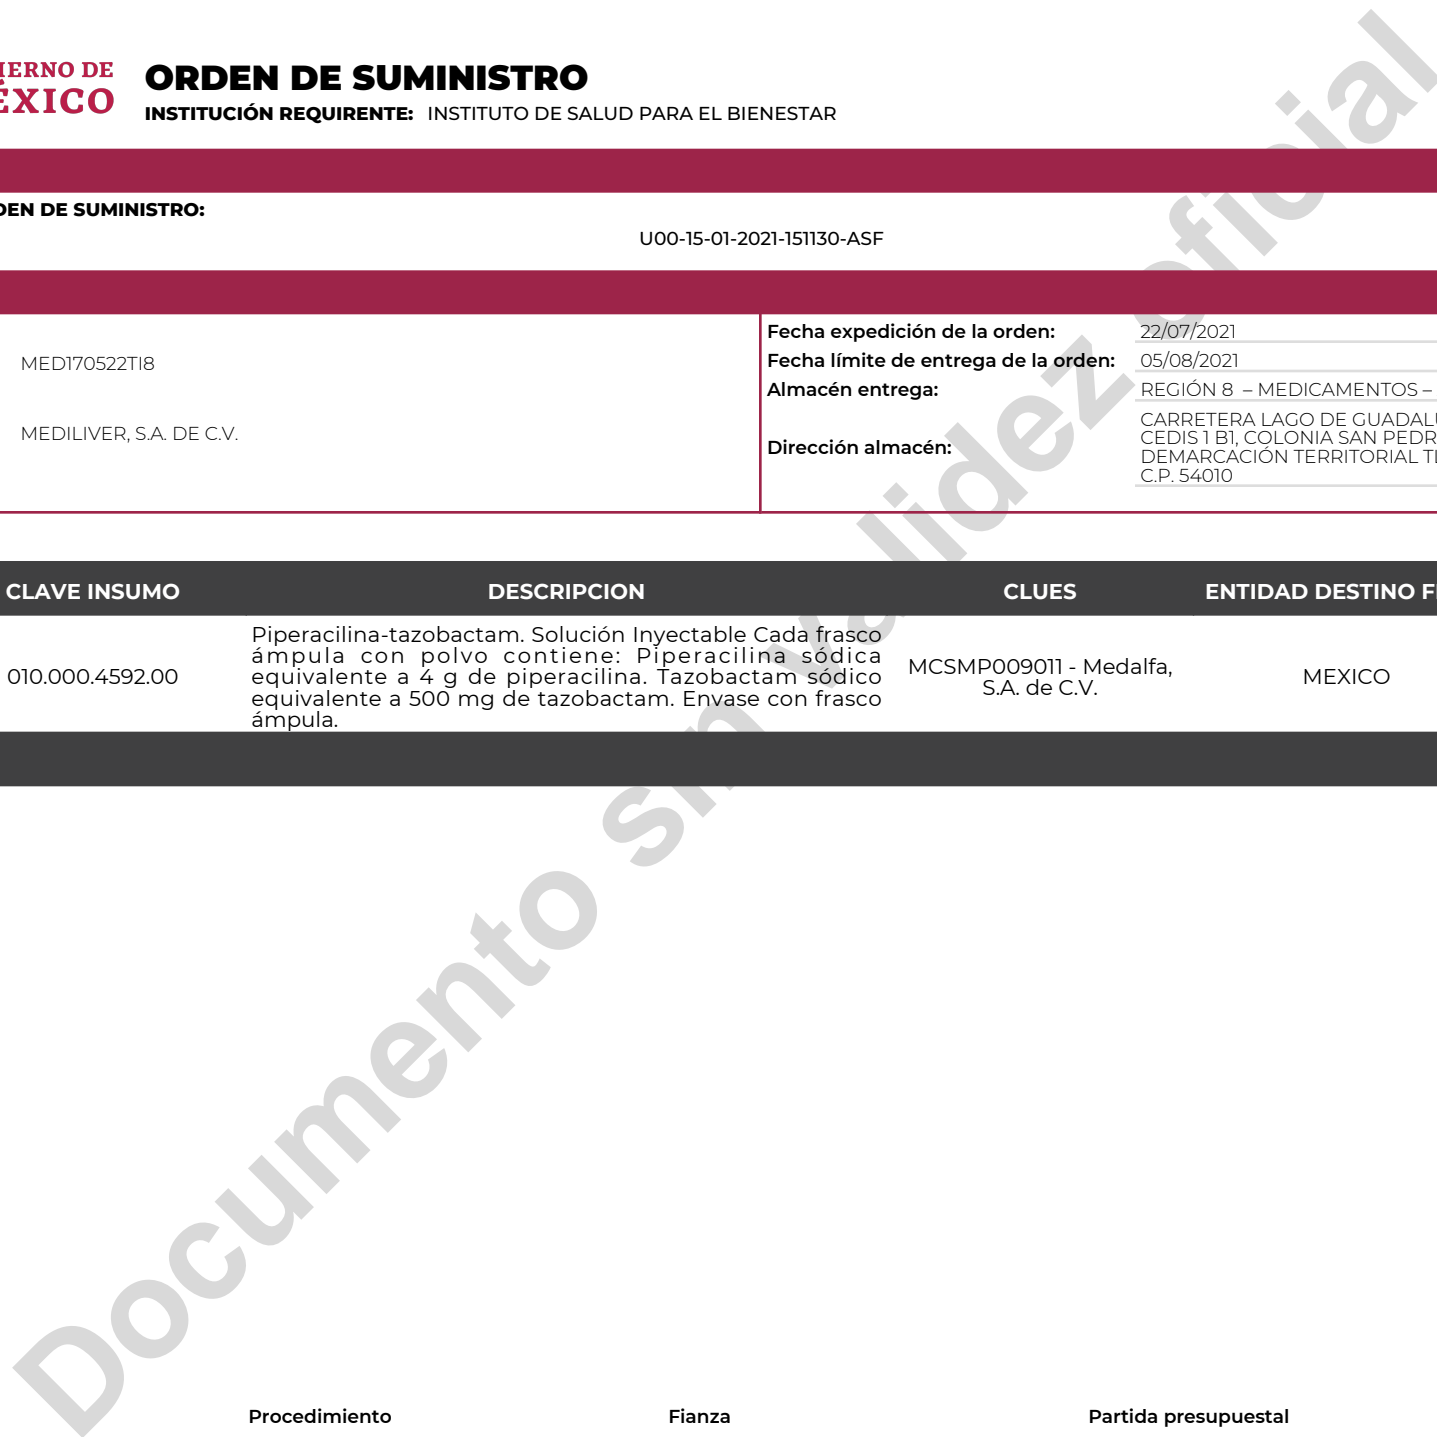 IERNO DE
ÉXICO
ORDEN DE SUMINISTRO
INSTITUCIÓN REQUIRENTE: INSTITUTO DE SALUD PARA EL BIENESTAR
DEN DE SUMINISTRO:
U00-15-01-2021-151130-ASF
MED170522TI8
MEDILIVER, S.A. DE C.V.
Fecha expedición de la orden: 22/07/2021
Fecha límite de entrega de la orden: 05/08/2021
Almacén entrega: REGIÓN 8 – MEDICAMENTOS –
Dirección almacén:
CARRETERA LAGO DE GUADALU
CEDIS 1 B1, COLONIA SAN PEDR
DEMARCACIÓN TERRITORIAL TL
C.P. 54010
CLAVE INSUMO DESCRIPCION CLUES ENTIDAD DESTINO FI
010.000.4592.00
Piperacilina-tazobactam. Solución Inyectable Cada frasco
ámpula con polvo contiene: Piperacilina sódica
equivalente a 4 g de piperacilina. Tazobactam sódico
equivalente a 500 mg de tazobactam. Envase con frasco
ámpula.
MCSMP009011 - Medalfa,
S.A. de C.V.
MEXICO
Documento sin validez oficial
Procedimiento Fianza Partida presupuestal